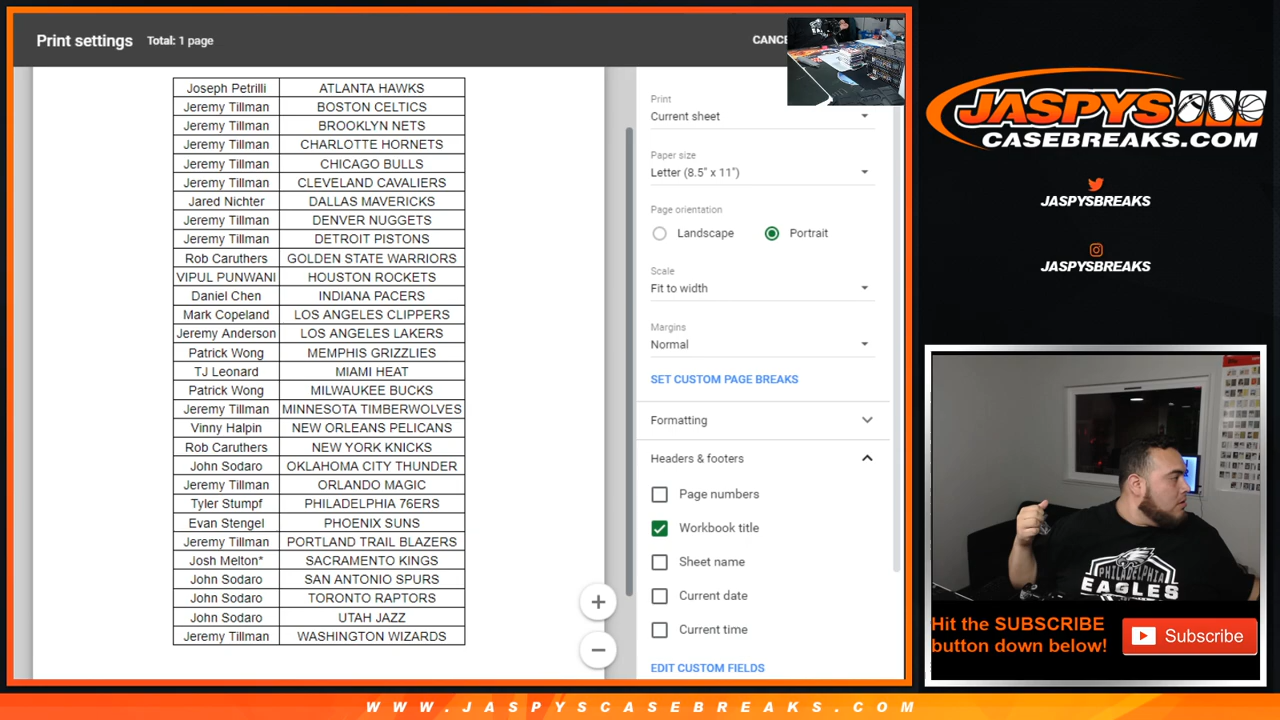 Print settings Total: 1 page
Joseph Petrilli ATLANTA HAWKS
Jeremy Tillman BOSTON CELTICS
Jeremy Tillman BROOKLYN NETS
Jeremy Tillman CHARLOTTE HORNETS
Jeremy Tillman CHICAGO BULLS
Jeremy Tillman CLEVELAND CAVALIERS
Jared Nichter DALLAS MAVERICKS
Jeremy Tillman DENVER NUGGETS
Jeremy Tillman DETROIT PISTONS
Rob Caruthers GOLDEN STATE WARRIORS
VIPUL PUNWANI HOUSTON ROCKETS
Daniel Chen INDIANA PACERS
Mark Copeland LOS ANGELES CLIPPERS
Jeremy Anderson LOS ANGELES LAKERS
Patrick Wong MEMPHIS GRIZZLIES
TJ Leonard MIAMI HEAT
Patrick Wong MILWAUKEE BUCKS
Jeremy Tillman MINNESOTA TIMBERWOLVES
Vinny Halpin NEW ORLEANS PELICANS
Rob Caruthers NEW YORK KNICKS
John Sodaro OKLAHOMA CITY THUNDER
Jeremy Tillman ORLANDO MAGIC
Tyler Stumpf PHILADELPHIA 76ERS
Evan Stengel PHOENIX SUNS
Jeremy Tillman PORTLAND TRAIL BLAZERS
Josh Melton* SACRAMENTO KINGS
John Sodaro SAN ANTONIO SPURS
John Sodaro TORONTO RAPTORS
John Sodaro UTAH JAZZ
Jeremy Tillman WASHINGTON WIZARDS
CANC
Print
Current sheet
Paper size
Letter (8.5" x 11")
Page orientation
Landscape Portrait
Scale
Fit to width
Margins
Normal
SET CUSTOM PAGE BREAKS
Formatting
Headers & footers
Page numbers
Workbook title
Sheet name
Current date
Current time
EDIT CUSTOM FIELDS
JASPYS
CASEBREAKS.COM
JASPYSBREAKS
JASPYSBREAKS
PHILADELPHIA
EAGLES
Hit the SUBSCRIBE
button down below!
Subscribe
WWW.JASPYSCASEBREAKS.COM